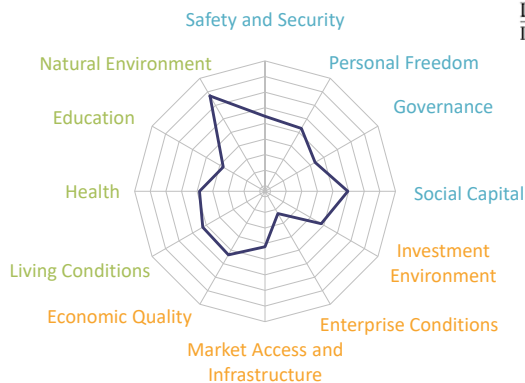 Safety and Security
Natural Environment
Personal Freedom
Education
Governance
Health
Social Capital
Living Conditions
Investment
Environment
Economic Quality
Enterprise Conditions
Market Access and
Infrastructure